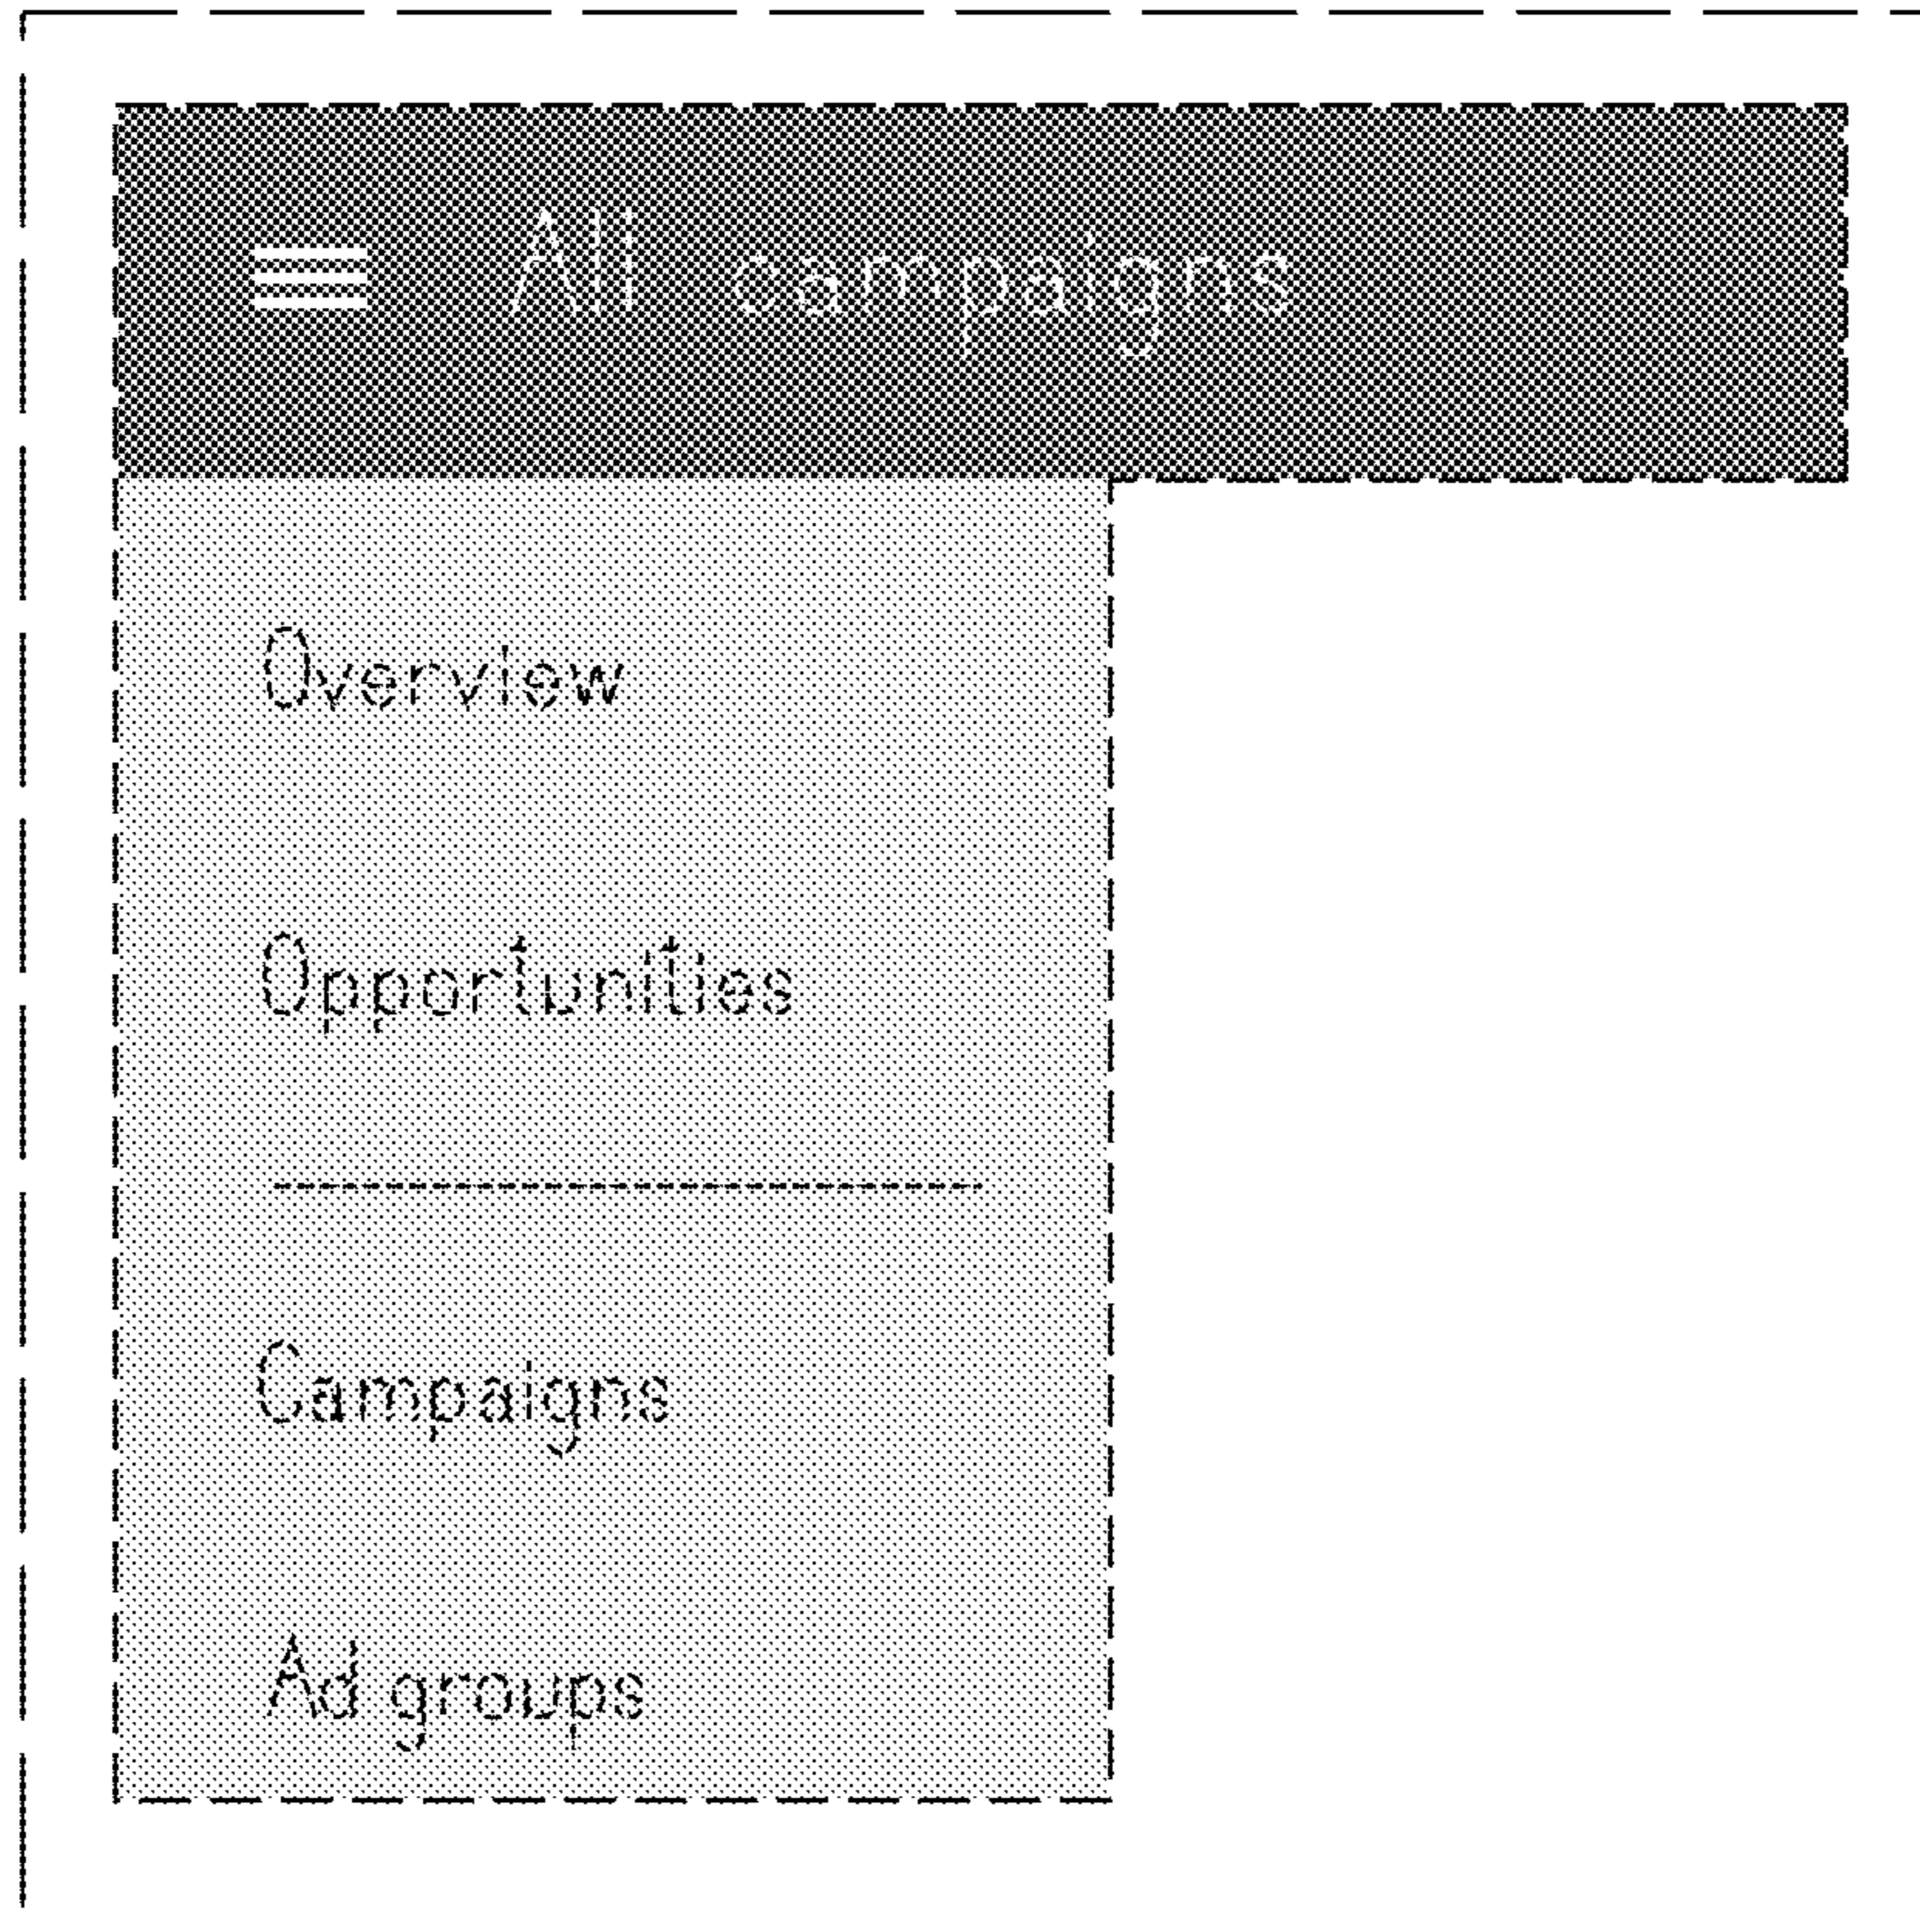 All campaigns
Overview
Opportunities
Campaigns
Ad groups